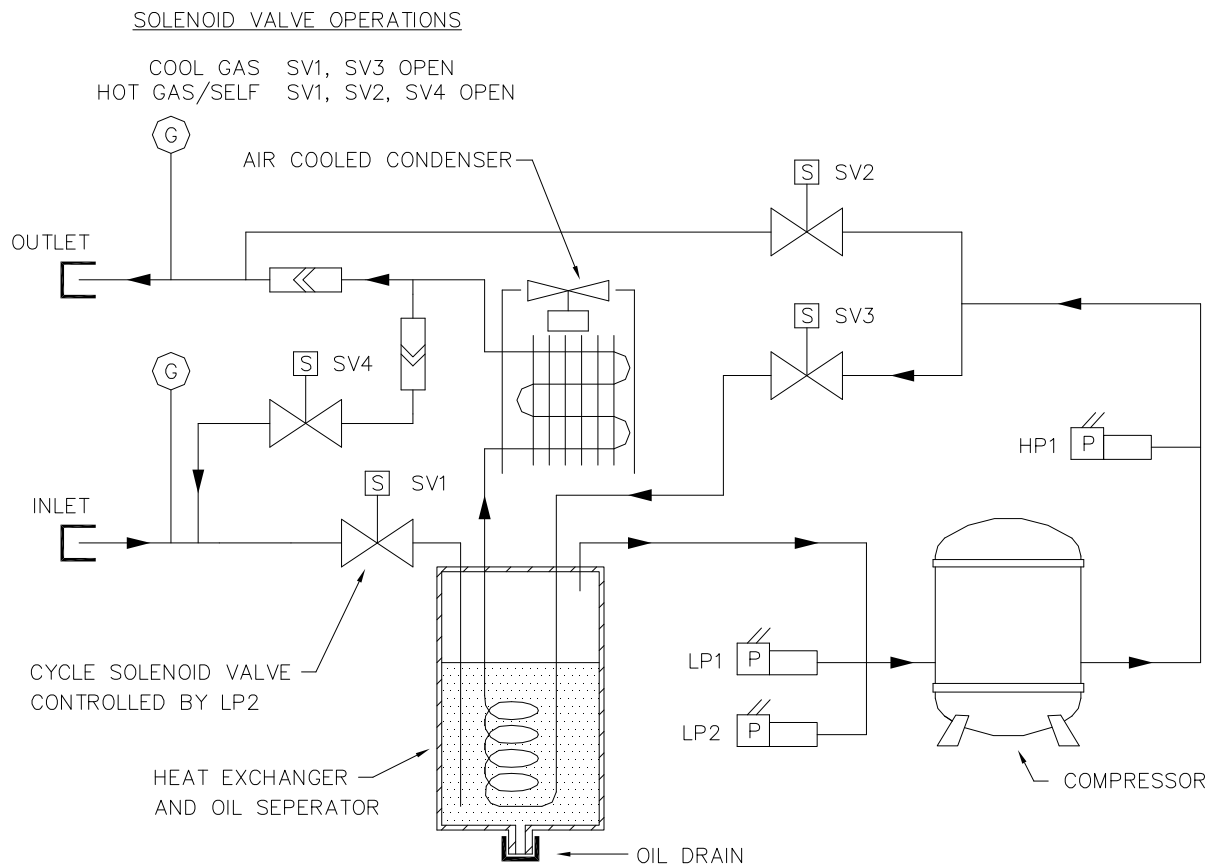 SOLENOID VALVE OPERATIONS
COOL GAS SV1, SV3 OPEN
HOT GAS/SELF SV1, SV2, SV4 OPEN
G
AIR COOLED CONDENSER
S SV2
OUTLET
S SV3
G
S SV4
HP1 P
S SV1
INLET
LP1 P
CYCLE SOLENOID VALVE
CONTROLLED BY LP2
LP2 P
HEAT EXCHANGER
AND OIL SEPERATOR
COMPRESSOR
OIL DRAIN